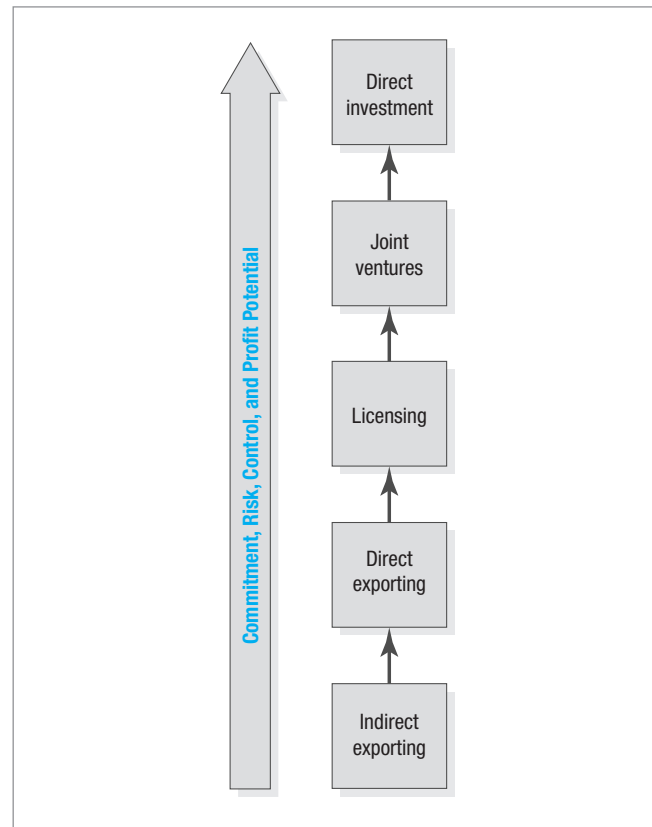 Direct
investment
Joint
ventures
Licensing
Direct
exporting
Indirect
exporting
Commitment, Risk, Control, and Profit Potential